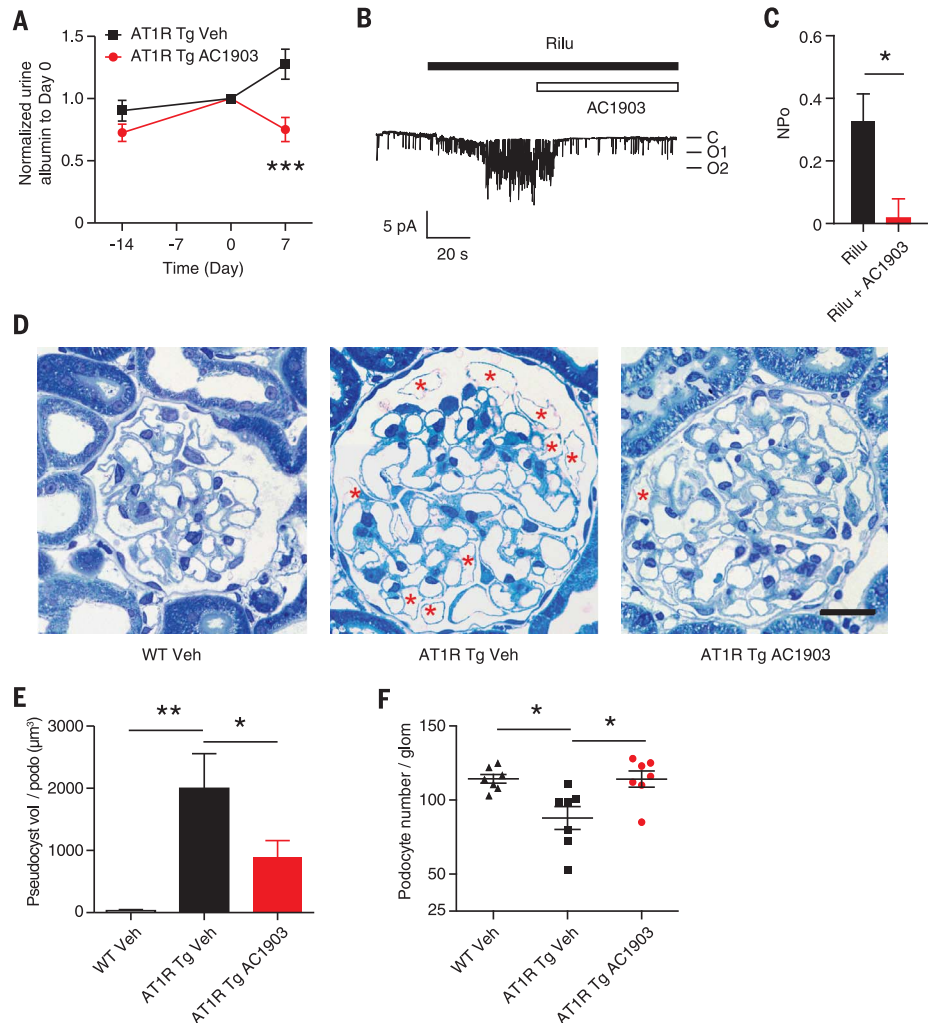 A
AT1R Tg Veh
AT1R Tg AC1903
Normalized urine
albumin to Day 0
1.5
1.0
0.5
0
***
-14
-7
0
7
Time (Day)
B
Rilu
AC1903
C
O1
O2
5 pA
20 s
C
NPo
0.6
0.4
0.2
0
*
Rilu
Rilu + AC1903
D
* * * * * * * * *
*
WT Veh
AT1R Tg Veh
AT1R Tg AC1903
E
Pseudocyst vol / podo (µm³)
3000
2000
1000
0
**
*
WT Veh
AT1R Tg Veh
AT1R Tg AC1903
F
Podocyte number / glom
150
100
50
25
*
*
WT Veh
AT1R Tg Veh
AT1R Tg AC1903